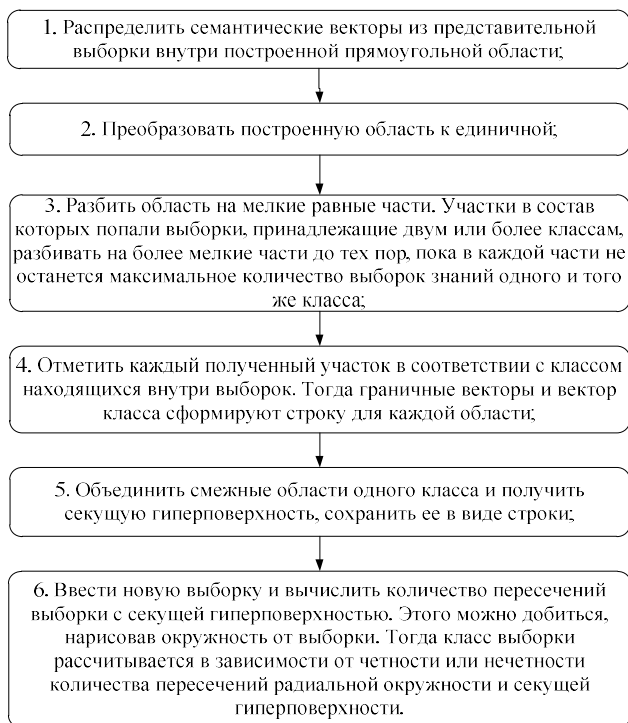 1. Распределить семантические векторы из представительной
выборки внутри построенной прямоугольной области;
2. Преобразовать построенную область к единичной;
3. Разбить область на мелкие равные части. Участки в состав
которых попали выборки, принадлежащие двум или более классам,
разбивать на более мелкие части до тех пор, пока в каждой части не
останется максимальное количество выборок знаний одного и того
же класса;
4. Отметить каждый полученный участок в соответствии с классом
находящихся внутри выборок. Тогда граничные векторы и вектор
класса сформируют строку для каждой области;
5. Объединить смежные области одного класса и получить
секущую гиперповерхность, сохранить ее в виде строки;
6. Ввести новую выборку и вычислить количество пересечений
выборки с секущей гиперповерхностью. Этого можно добиться,
нарисовав окружность от выборки. Тогда класс выборки
рассчитывается в зависимости от четности или нечетности
количества пересечений радиальной окружности и секущей
гиперповерхности.